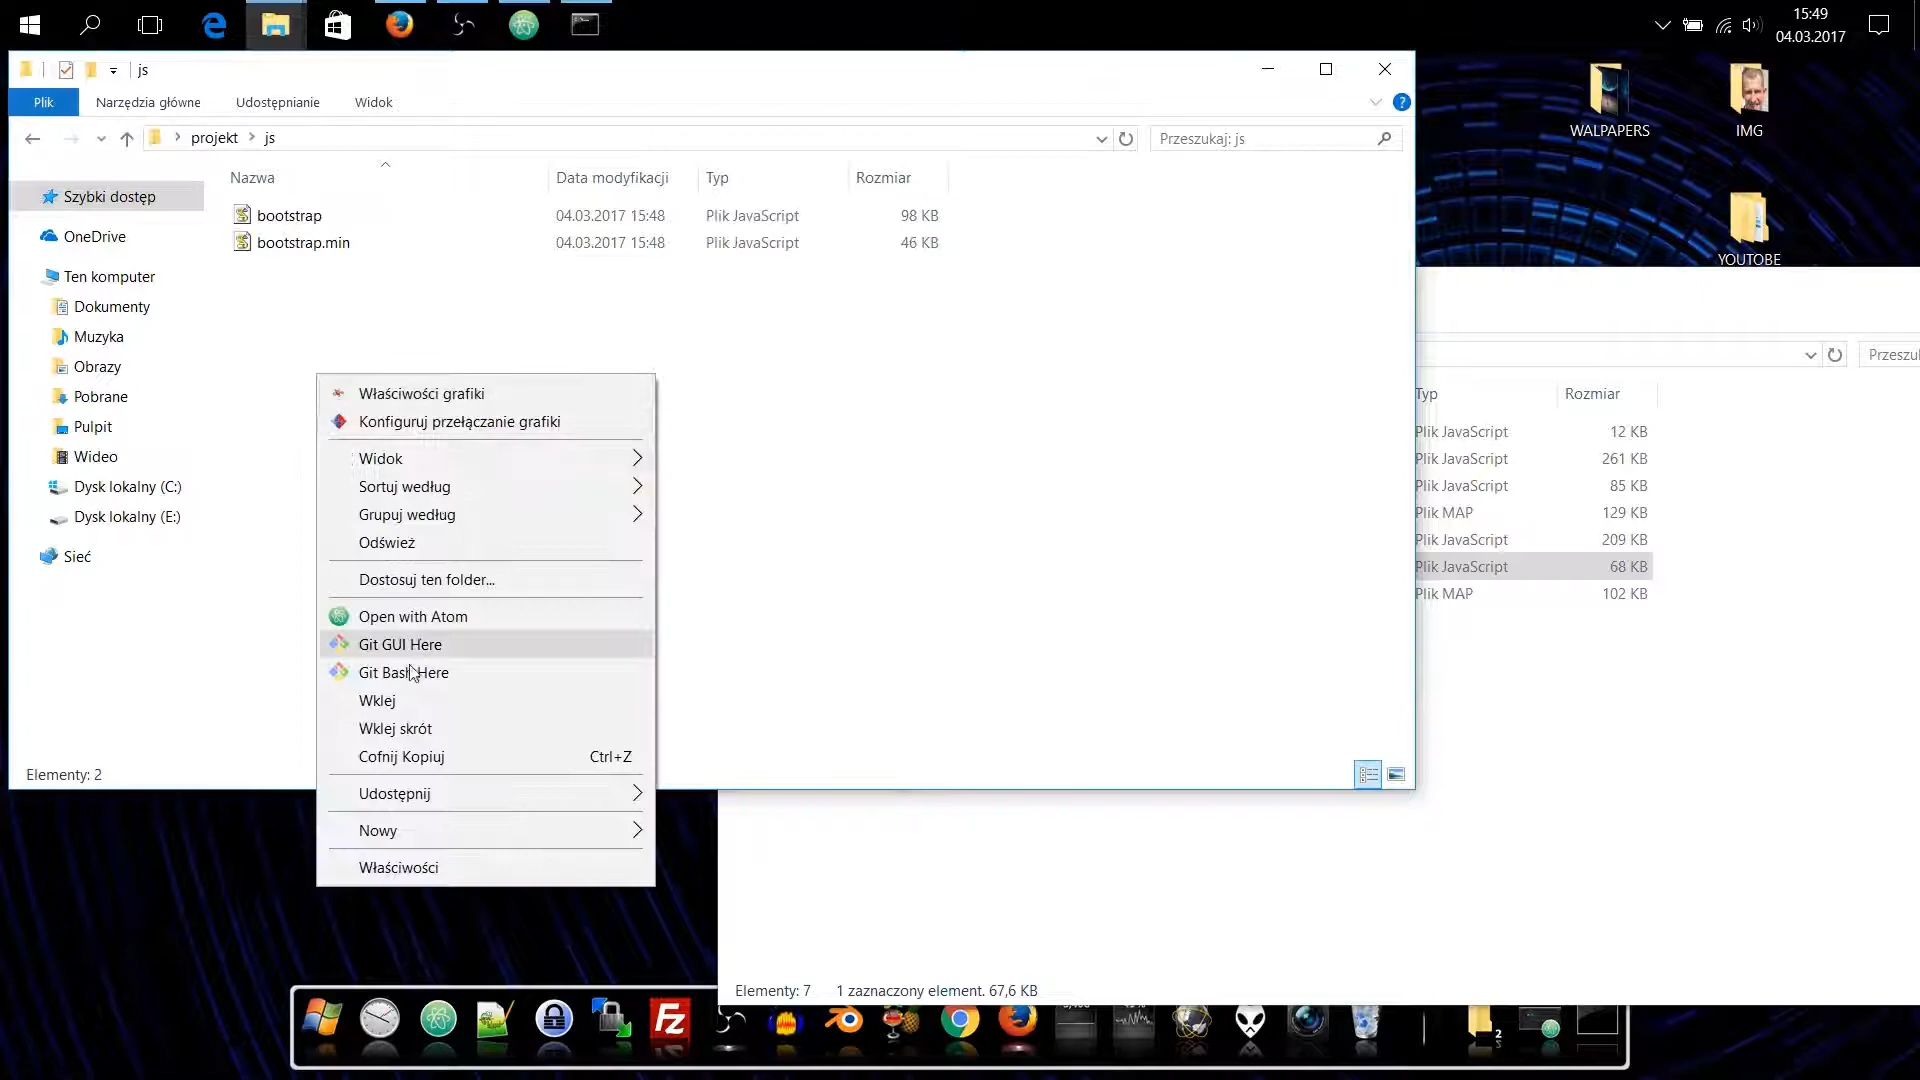 15:49
04.03.2017
js
Plik
Narzędzia główne
Udostępnianie
Widok
projekt
js
Przeszukaj: js
Nazwa
Data modyfikacji
Typ
Rozmiar
bootstrap
04.03.2017 15:48
Plik JavaScript
98 KB
bootstrap.min
04.03.2017 15:48
Plik JavaScript
46 KB
Szybki dostęp
OneDrive
Ten komputer
Dokumenty
Muzyka
Obrazy
Pobrane
Pulpit
Wideo
Dysk lokalny (C:)
Dysk lokalny (E:)
Sieć
Elementy: 2
Właściwości grafiki
Konfiguruj przełączanie grafiki
Widok
Sortuj według
Grupuj według
Odśwież
Dostosuj ten folder...
Open with Atom
Git GUI Here
Git Bash Here
Wklej
Wklej skrót
Cofnij Kopiuj
Ctrl+Z
Udostępnij
Nowy
Właściwości
WALPAPERS
IMG
YOUTOBE
Przeszu
Typ
Rozmiar
Plik JavaScript
12 KB
Plik JavaScript
261 KB
Plik JavaScript
85 KB
Plik MAP
129 KB
Plik JavaScript
209 KB
Plik JavaScript
68 KB
Plik MAP
102 KB
Elementy: 7
1 zaznaczony element. 67,6 KB
Fz
2